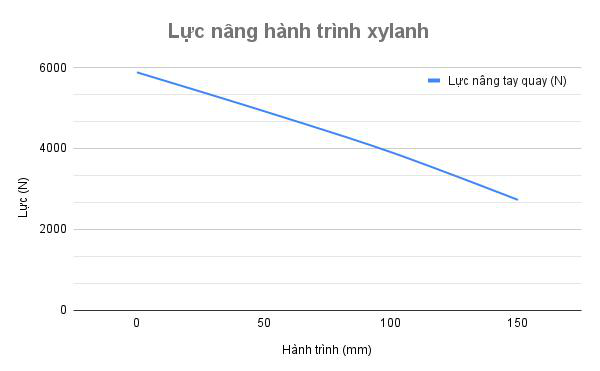 Lực nâng hành trình xylanh
Lực nâng tay quay (N)
6000
4000
2000
0
Lực (N)
0 50 100 150
Hành trình (mm)